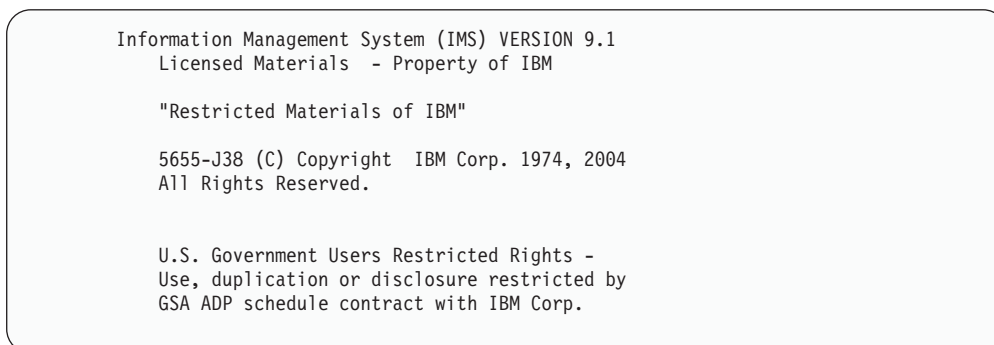 Information Management System (IMS) VERSION 9.1
Licensed Materials  - Property of IBM
"Restricted Materials of IBM"
5655-J38 (C) Copyright  IBM Corp. 1974, 2004
All Rights Reserved.
U.S. Government Users Restricted Rights -
Use, duplication or disclosure restricted by
GSA ADP schedule contract with IBM Corp.